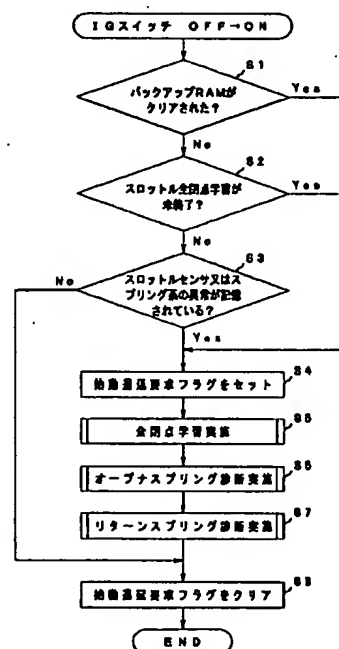 IGスイッチ OFF→ON
S1
バックアップRAMが
クリアされた?
Yes
No
S2
スロットル全閉点学習が
未終了?
Yes
No
S3
スロットルセンサ又はス
プリング系の異常が記憶
されている?
No
Yes
始動遅延要求フラグをセット
S4
全閉点学習実施
S5
オープナスプリング診断実施
S6
リターンスプリング診断実施
S7
始動遅延要求フラグをクリア
S8
END